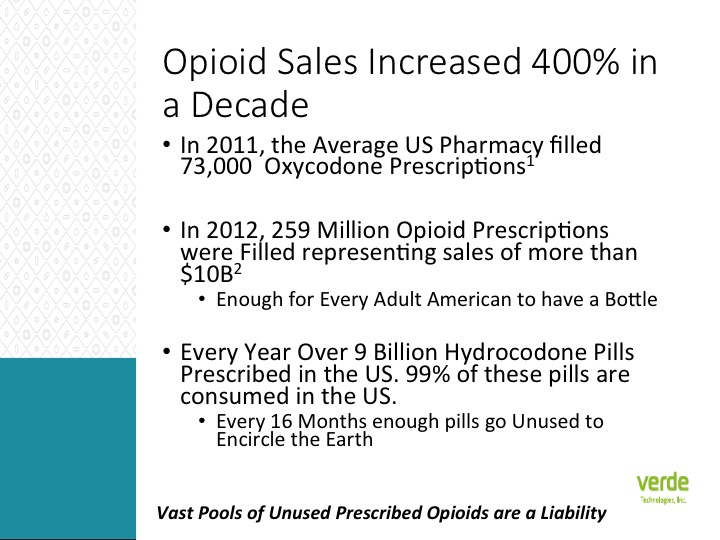 Opioid Sales Increased 400% in
a Decade
• In 2011, the Average US Pharmacy filled
73,000  Oxycodone Prescriptions¹
• In 2012, 259 Million Opioid Prescriptions
were Filled representing sales of more than
$10B²
• Enough for Every Adult American to have a Bottle
• Every Year Over 9 Billion Hydrocodone Pills
Prescribed in the US. 99% of these pills are
consumed in the US.
• Every 16 Months enough pills go Unused to
Encircle the Earth
verde
Technologies, Inc.
Vast Pools of Unused Prescribed Opioids are a Liability